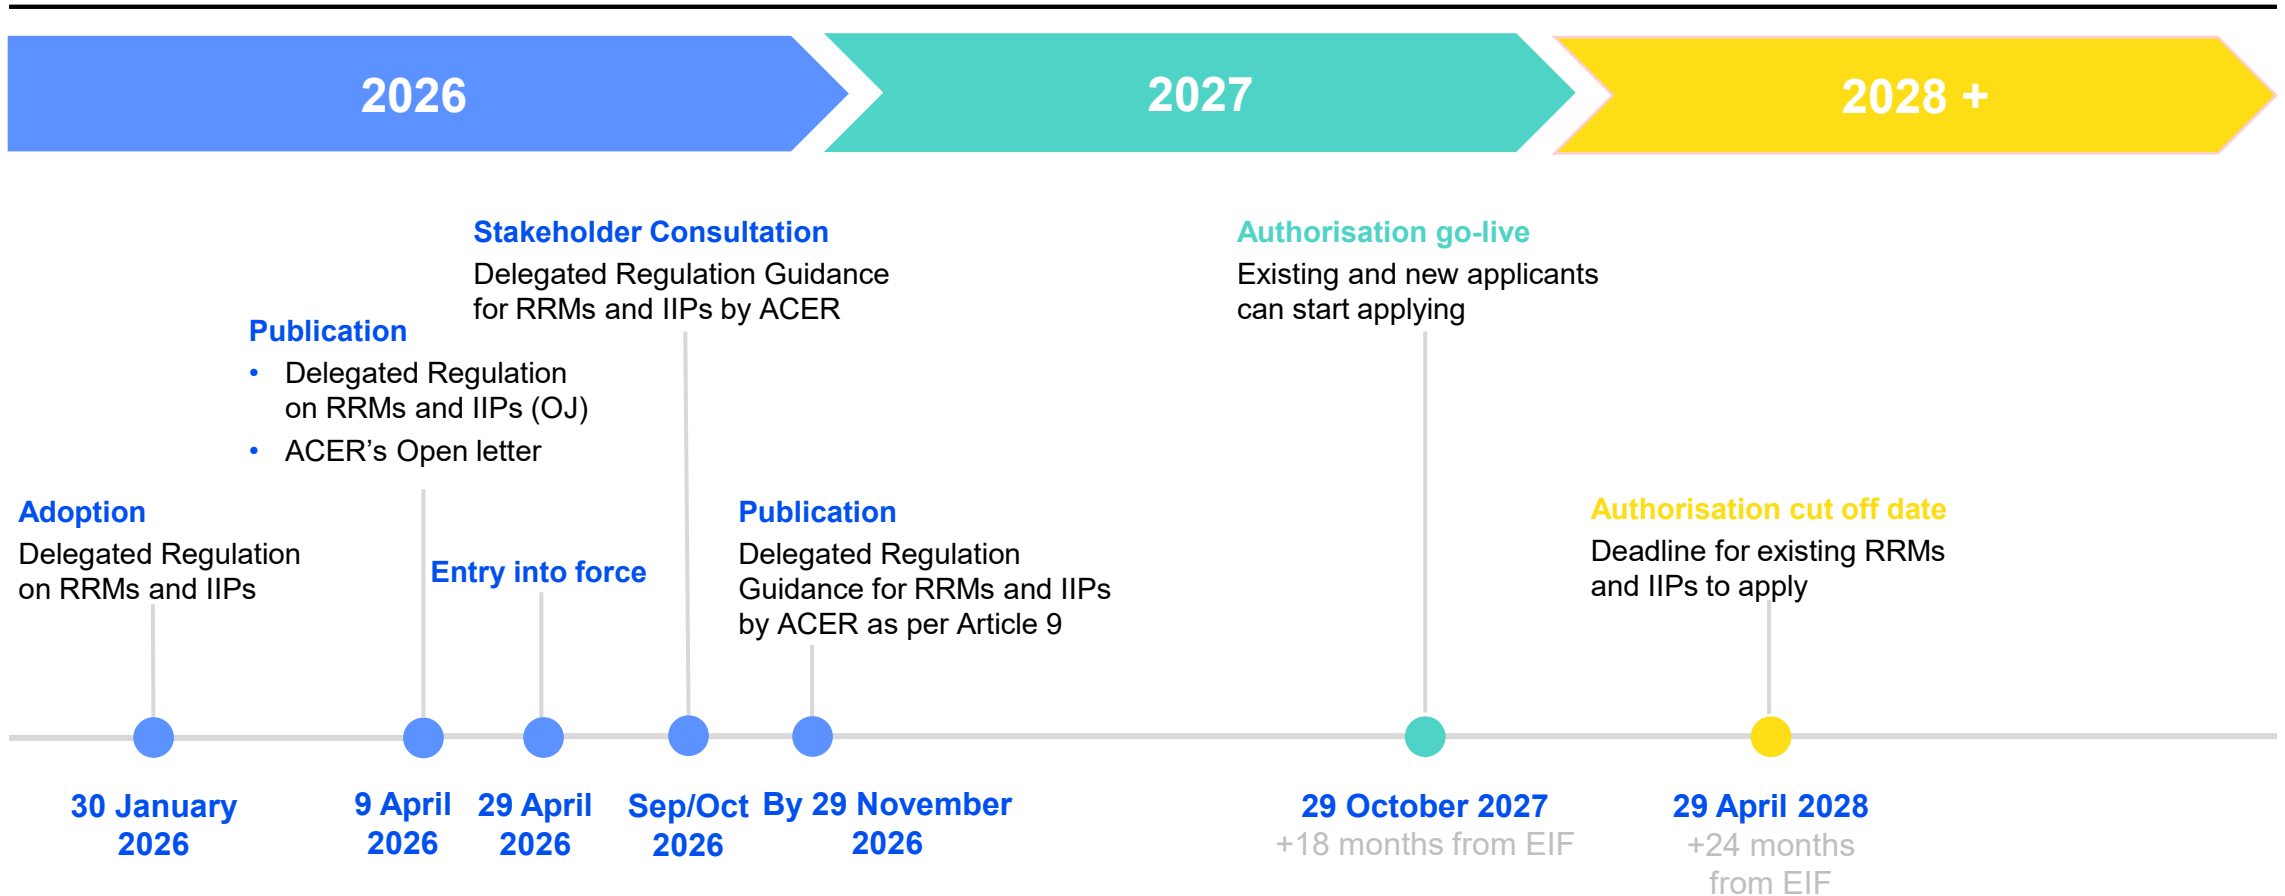 2026
2027
2028 +
Stakeholder Consultation
Delegated Regulation Guidance
for RRMs and IIPs by ACER
Authorisation go-live
Existing and new applicants
can start applying
Publication
• Delegated Regulation
on RRMs and IIPs (OJ)
• ACER’s Open letter
Adoption
Delegated Regulation
on RRMs and IIPs
Entry into force
Publication
Delegated Regulation
Guidance for RRMs and IIPs
by ACER as per Article 9
Authorisation cut off date
Deadline for existing RRMs
and IIPs to apply
30 January
2026
9 April
2026
29 April
2026
Sep/Oct
2026
By 29 November
2026
29 October 2027
+18 months from EIF
29 April 2028
+24 months
from EIF